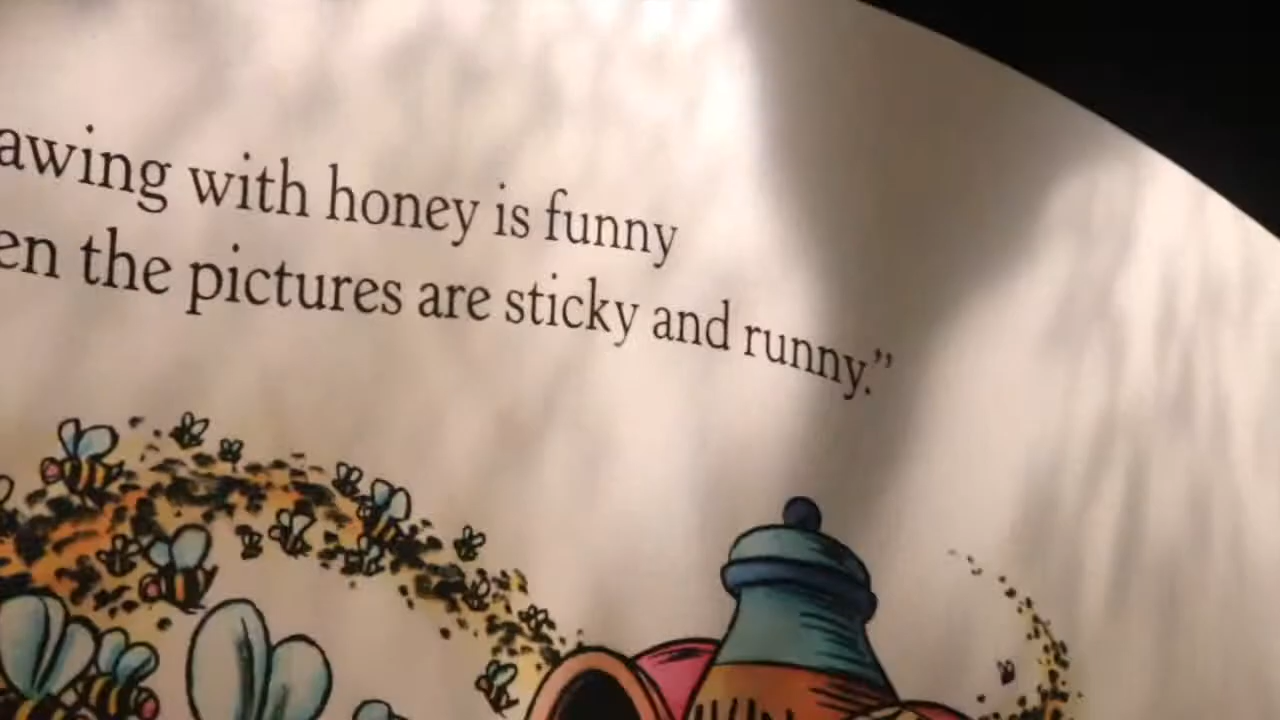 awing with honey is funny
en the pictures are sticky and runny.”